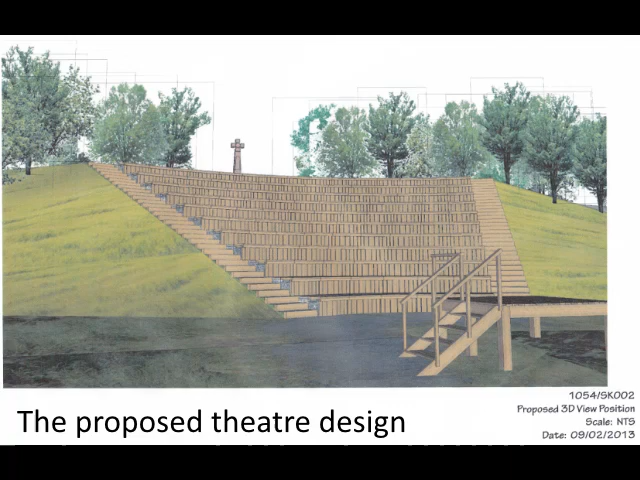 1054/SK002
Proposed 3D View Position
Scale: NTS
Date: 09/02/2013
The proposed theatre design